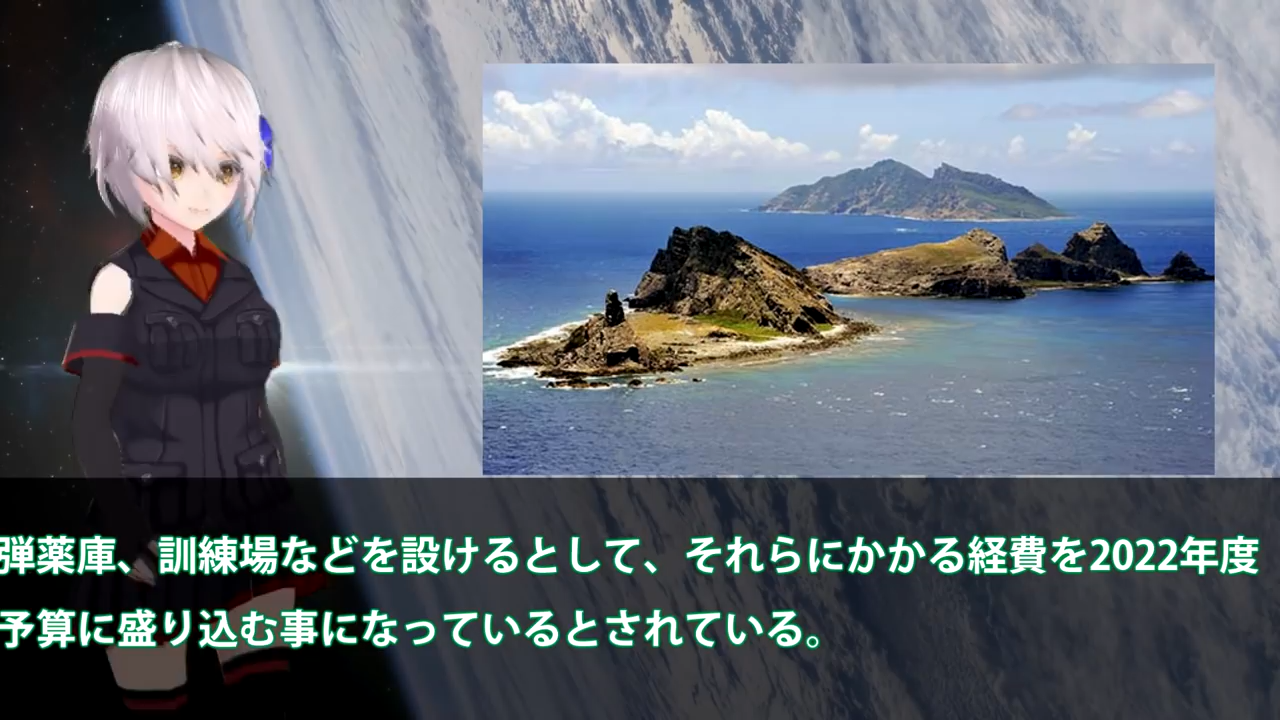 弾薬庫、訓練場などを設けるとして、それらにかかる経費を2022年度
予算に盛り込む事になっているとされている。